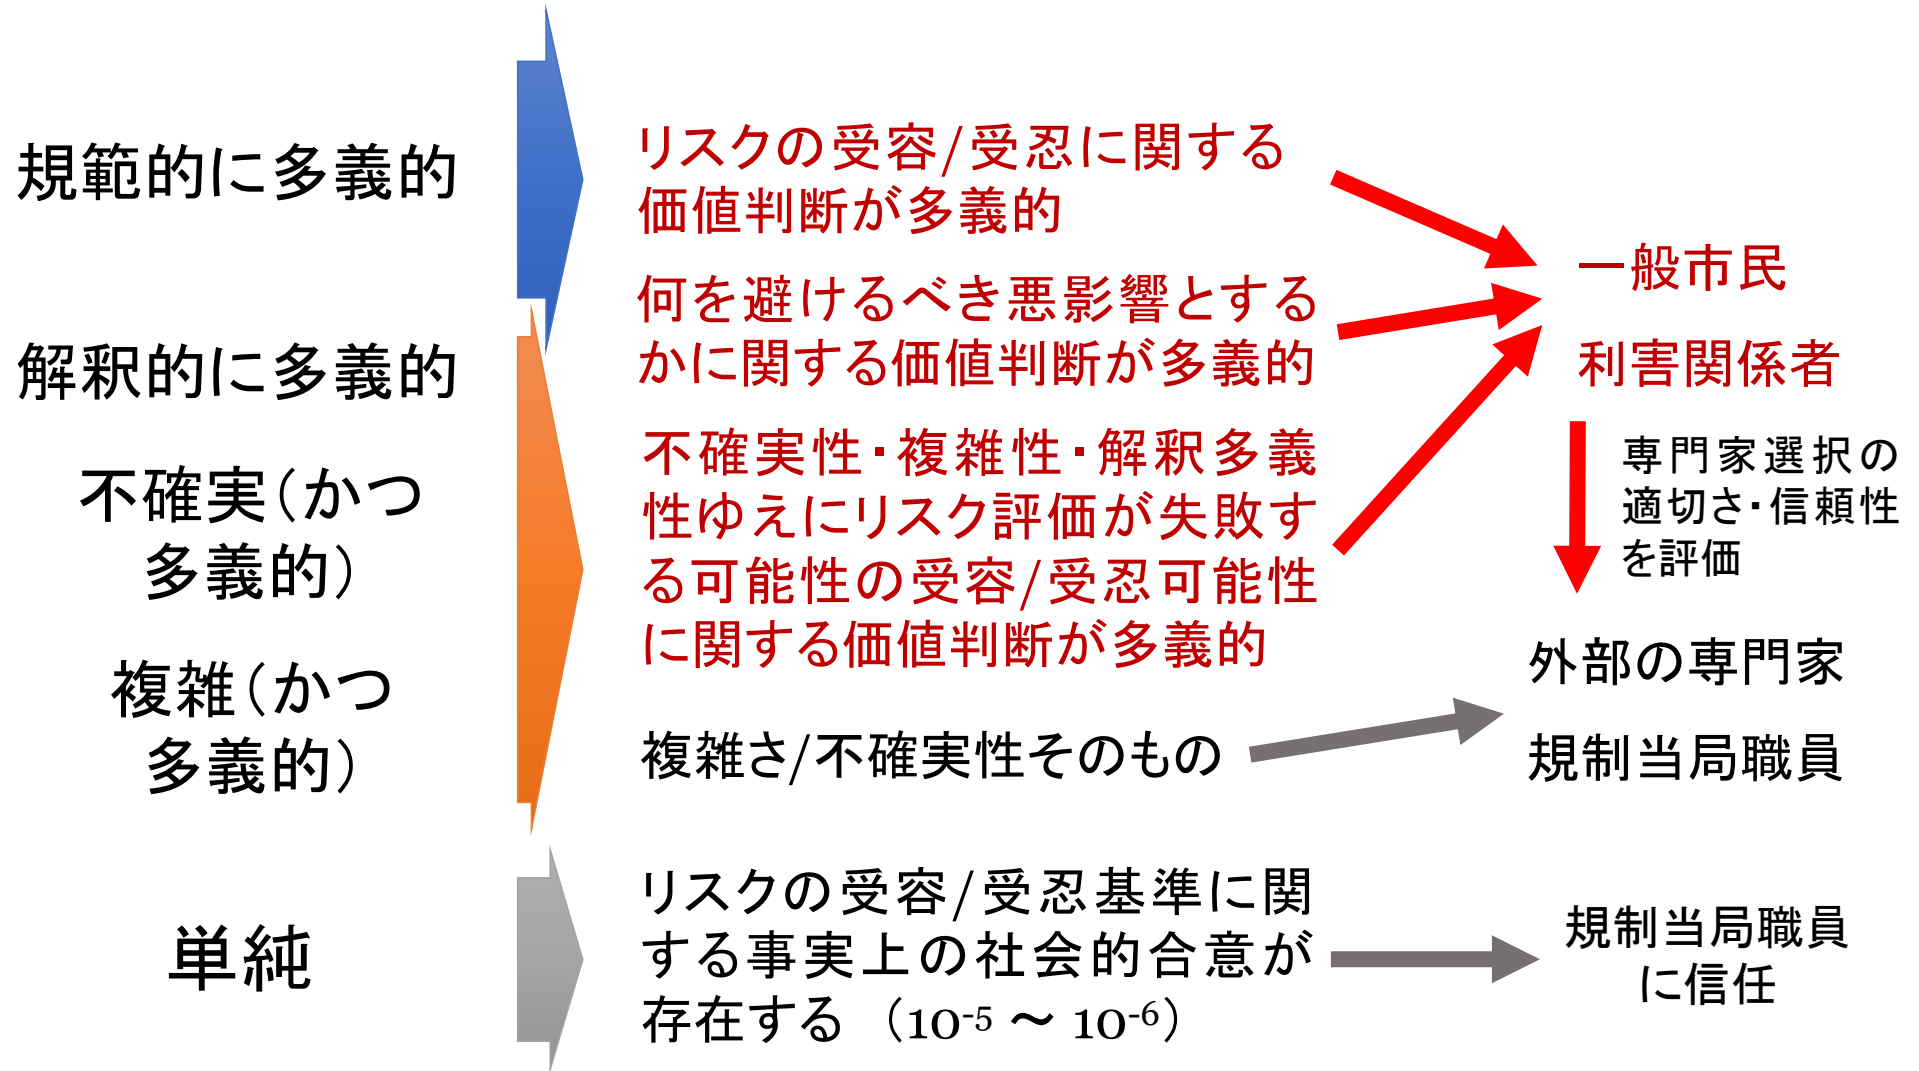 規範的に多義的
解釈的に多義的
不確実（かつ
多義的）
複雑（かつ
多義的）
単純
リスクの受容/受忍に関する
価値判断が多義的
何を避けるべき悪影響とする
かに関する価値判断が多義的
不確実性・複雑性・解釈多義
性ゆえにリスク評価が失敗す
る可能性の受容/受忍可能性
に関する価値判断が多義的
複雑さ/不確実性そのもの
リスクの受容/受忍基準に関
する事実上の社会的合意が
存在する （10⁻⁵ ～ 10⁻⁶）
一般市民
利害関係者
専門家選択の
適切さ・信頼性
を評価
外部の専門家
規制当局職員
規制当局職員
に信任